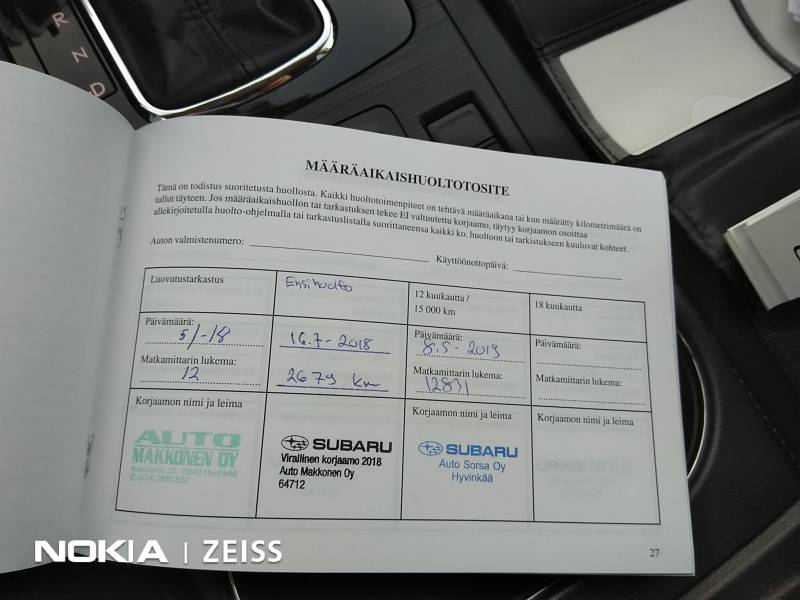 R
N
D
MÄÄRÄAIKAISHUOLTOTOSITE
Tämä on todistus suoritetusta huollosta. Kaikki huoltotoimenpiteet on tehtävä määräaikana tai kun määrätty kilometrimäärä on
tullut täyteen. Jos määräaikaishuollon tai tarkastuksen tekee EI valtuutettu korjaamo, täytyy korjaamon osoittaa
allekirjoitetulla huolto-ohjelmalla tai tarkastuslistalla suorittaneensa kaikki ko. huoltoon tai tarkistukseen kuuluvat kohteet.
Auton valmistenumero:
Käyttöönottopäivä:
Luovutustarkastus
Ensihuolto
12 kuukautta /
15 000 km
18 kuukautta
Päivämäärä:
5/-18
16.7-2018
Päivämäärä:
8.5-2019
Päivämäärä:
Matkamittarin lukema:
12
2679 km
Matkamittarin lukema:
12831
Matkamittarin lukema:
Korjaamon nimi ja leima
AUTO
MAKKONEN OY
SUBARU
Virallinen korjaamo 2018
Auto Makkonen Oy
64712
Korjaamon nimi ja leima
SUBARU
Auto Sorsa Oy
Hyvinkää
Korjaamon nimi ja leima
27
NOKIA | ZEISS